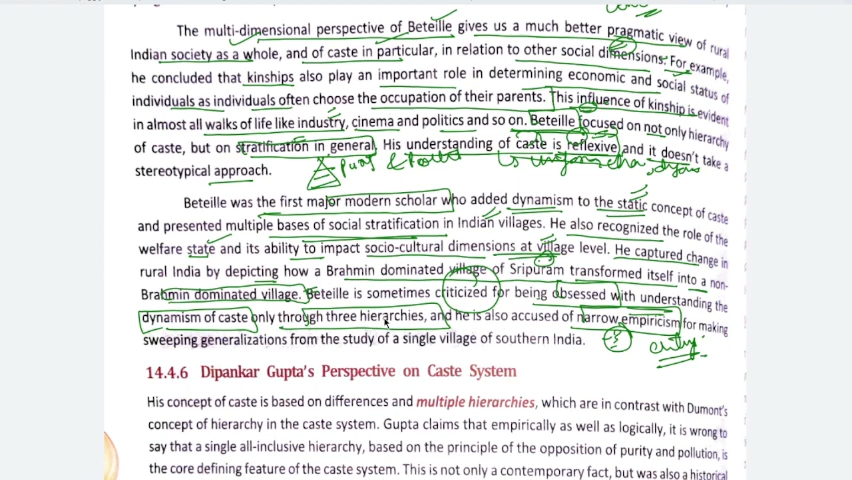 The multi-dimensional perspective of Beteille gives us a much better pragmatic view of rural
Indian society as a whole, and of caste in particular, in relation to other social dimensions. For example,
he concluded that kinships also play an important role in determining economic and social status of
individuals as individuals often choose the occupation of their parents. This influence of kinship is evident
in almost all walks of life like industry, cinema and politics and so on. Beteille focused on not only hierarchy
of caste, but on stratification in general. His understanding of caste is reflexive and it doesn't take a
stereotypical approach.
Beteille was the first major modern scholar who added dynamism to the static concept of caste
and presented multiple bases of social stratification in Indian villages. He also recognized the role of the
welfare state and its ability to impact socio-cultural dimensions at village level. He captured change in
rural India by depicting how a Brahmin dominated village of Sripuram transformed itself into a non-
Brahmin dominated village. Beteille is sometimes criticized for being obsessed with understanding the
dynamism of caste only through three hierarchies, and he is also accused of narrow empiricism for making
sweeping generalizations from the study of a single village of southern India.
14.4.6 Dipankar Gupta's Perspective on Caste System
His concept of caste is based on differences and multiple hierarchies, which are in contrast with Dumont's
concept of hierarchy in the caste system. Gupta claims that empirically as well as logically, it is wrong to
say that a single all-inclusive hierarchy, based on the principle of the opposition of purity and pollution, is
the core defining feature of the caste system. This is not only a contemporary fact, but was also a historical